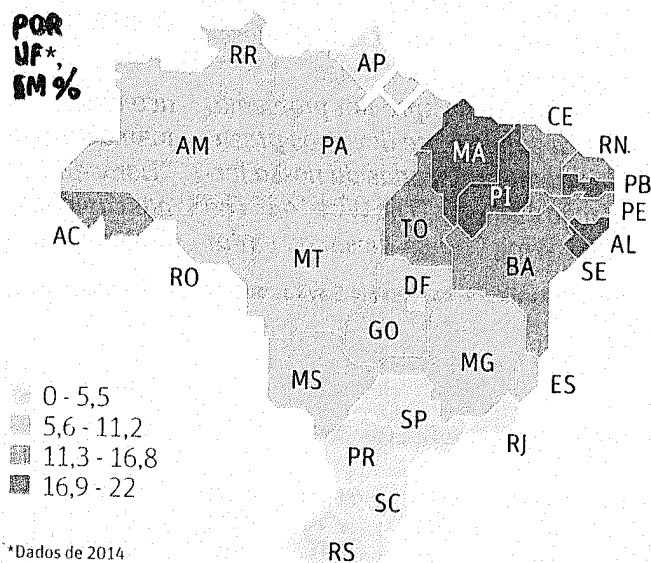 POR
UF*,
EM %
RR
AP
CE
AM
PA
MA
RN
PI
PB
PE
AC
TO
AL
RO
MT
BA
SE
DF
GO
MG
MS
ES
SP
RJ
PR
SC
RS
0 - 5,5
5,6 - 11,2
11,3 - 16,8
16,9 - 22
*Dados de 2014